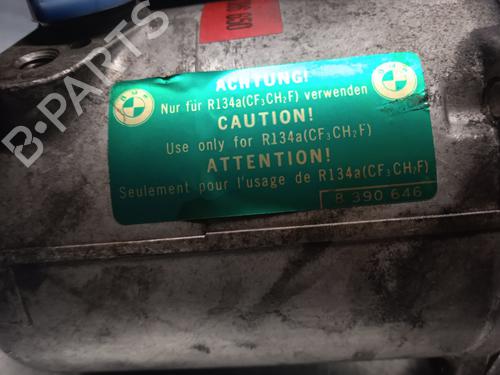 ACHTUNG!
Nur für R134a(CF₃CH₂F) verwenden
CAUTION!
Use only for R134a(CF₃CH₂F)
ATTENTION!
Seulement pour l'usage de R134a(CF₃CH₂F)
8 390 646
B-PARTS